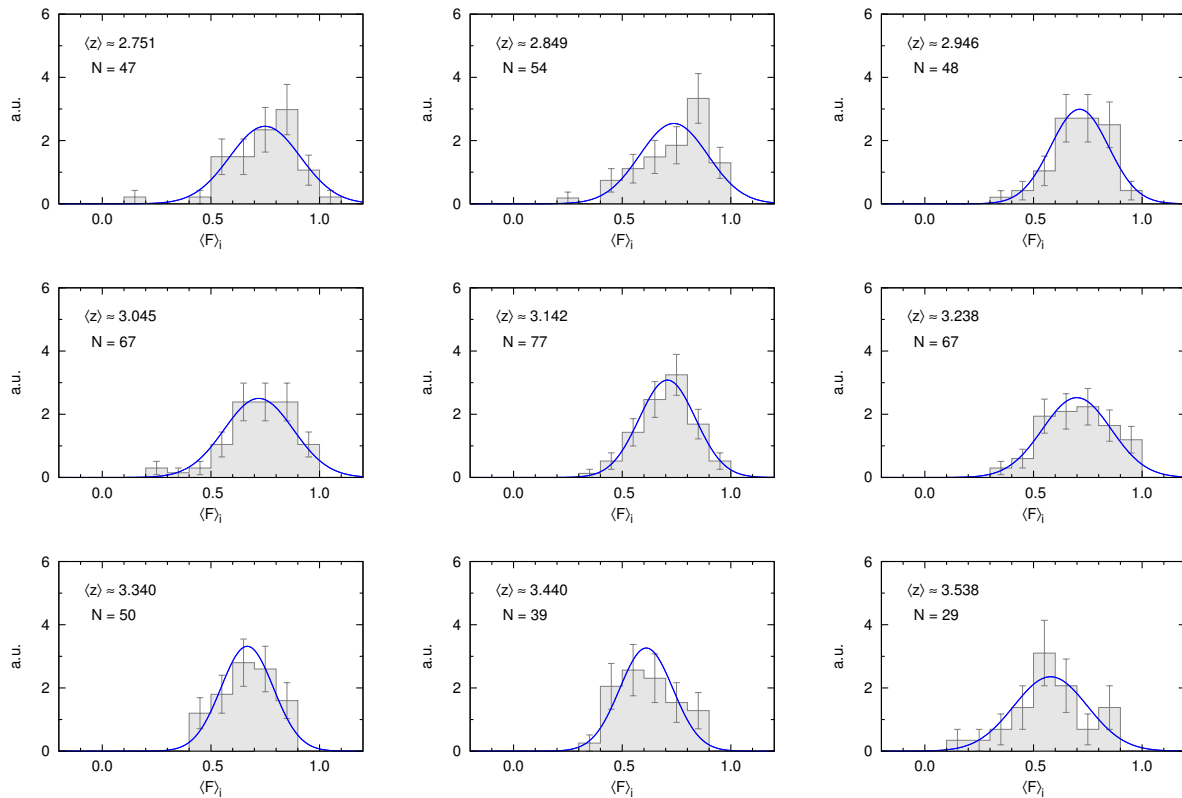 6
4
2
0
a.u.
⟨z⟩ ≈ 2.751
N = 47
0.0 0.5 1.0
⟨F⟩i
6
4
2
0
a.u.
⟨z⟩ ≈ 2.849
N = 54
0.0 0.5 1.0
⟨F⟩i
6
4
2
0
a.u.
⟨z⟩ ≈ 2.946
N = 48
0.0 0.5 1.0
⟨F⟩i
6
4
2
0
a.u.
⟨z⟩ ≈ 3.045
N = 67
0.0 0.5 1.0
⟨F⟩i
6
4
2
0
a.u.
⟨z⟩ ≈ 3.142
N = 77
0.0 0.5 1.0
⟨F⟩i
6
4
2
0
a.u.
⟨z⟩ ≈ 3.238
N = 67
0.0 0.5 1.0
⟨F⟩i
6
4
2
0
a.u.
⟨z⟩ ≈ 3.340
N = 50
0.0 0.5 1.0
⟨F⟩i
6
4
2
0
a.u.
⟨z⟩ ≈ 3.440
N = 39
0.0 0.5 1.0
⟨F⟩i
6
4
2
0
a.u.
⟨z⟩ ≈ 3.538
N = 29
0.0 0.5 1.0
⟨F⟩i